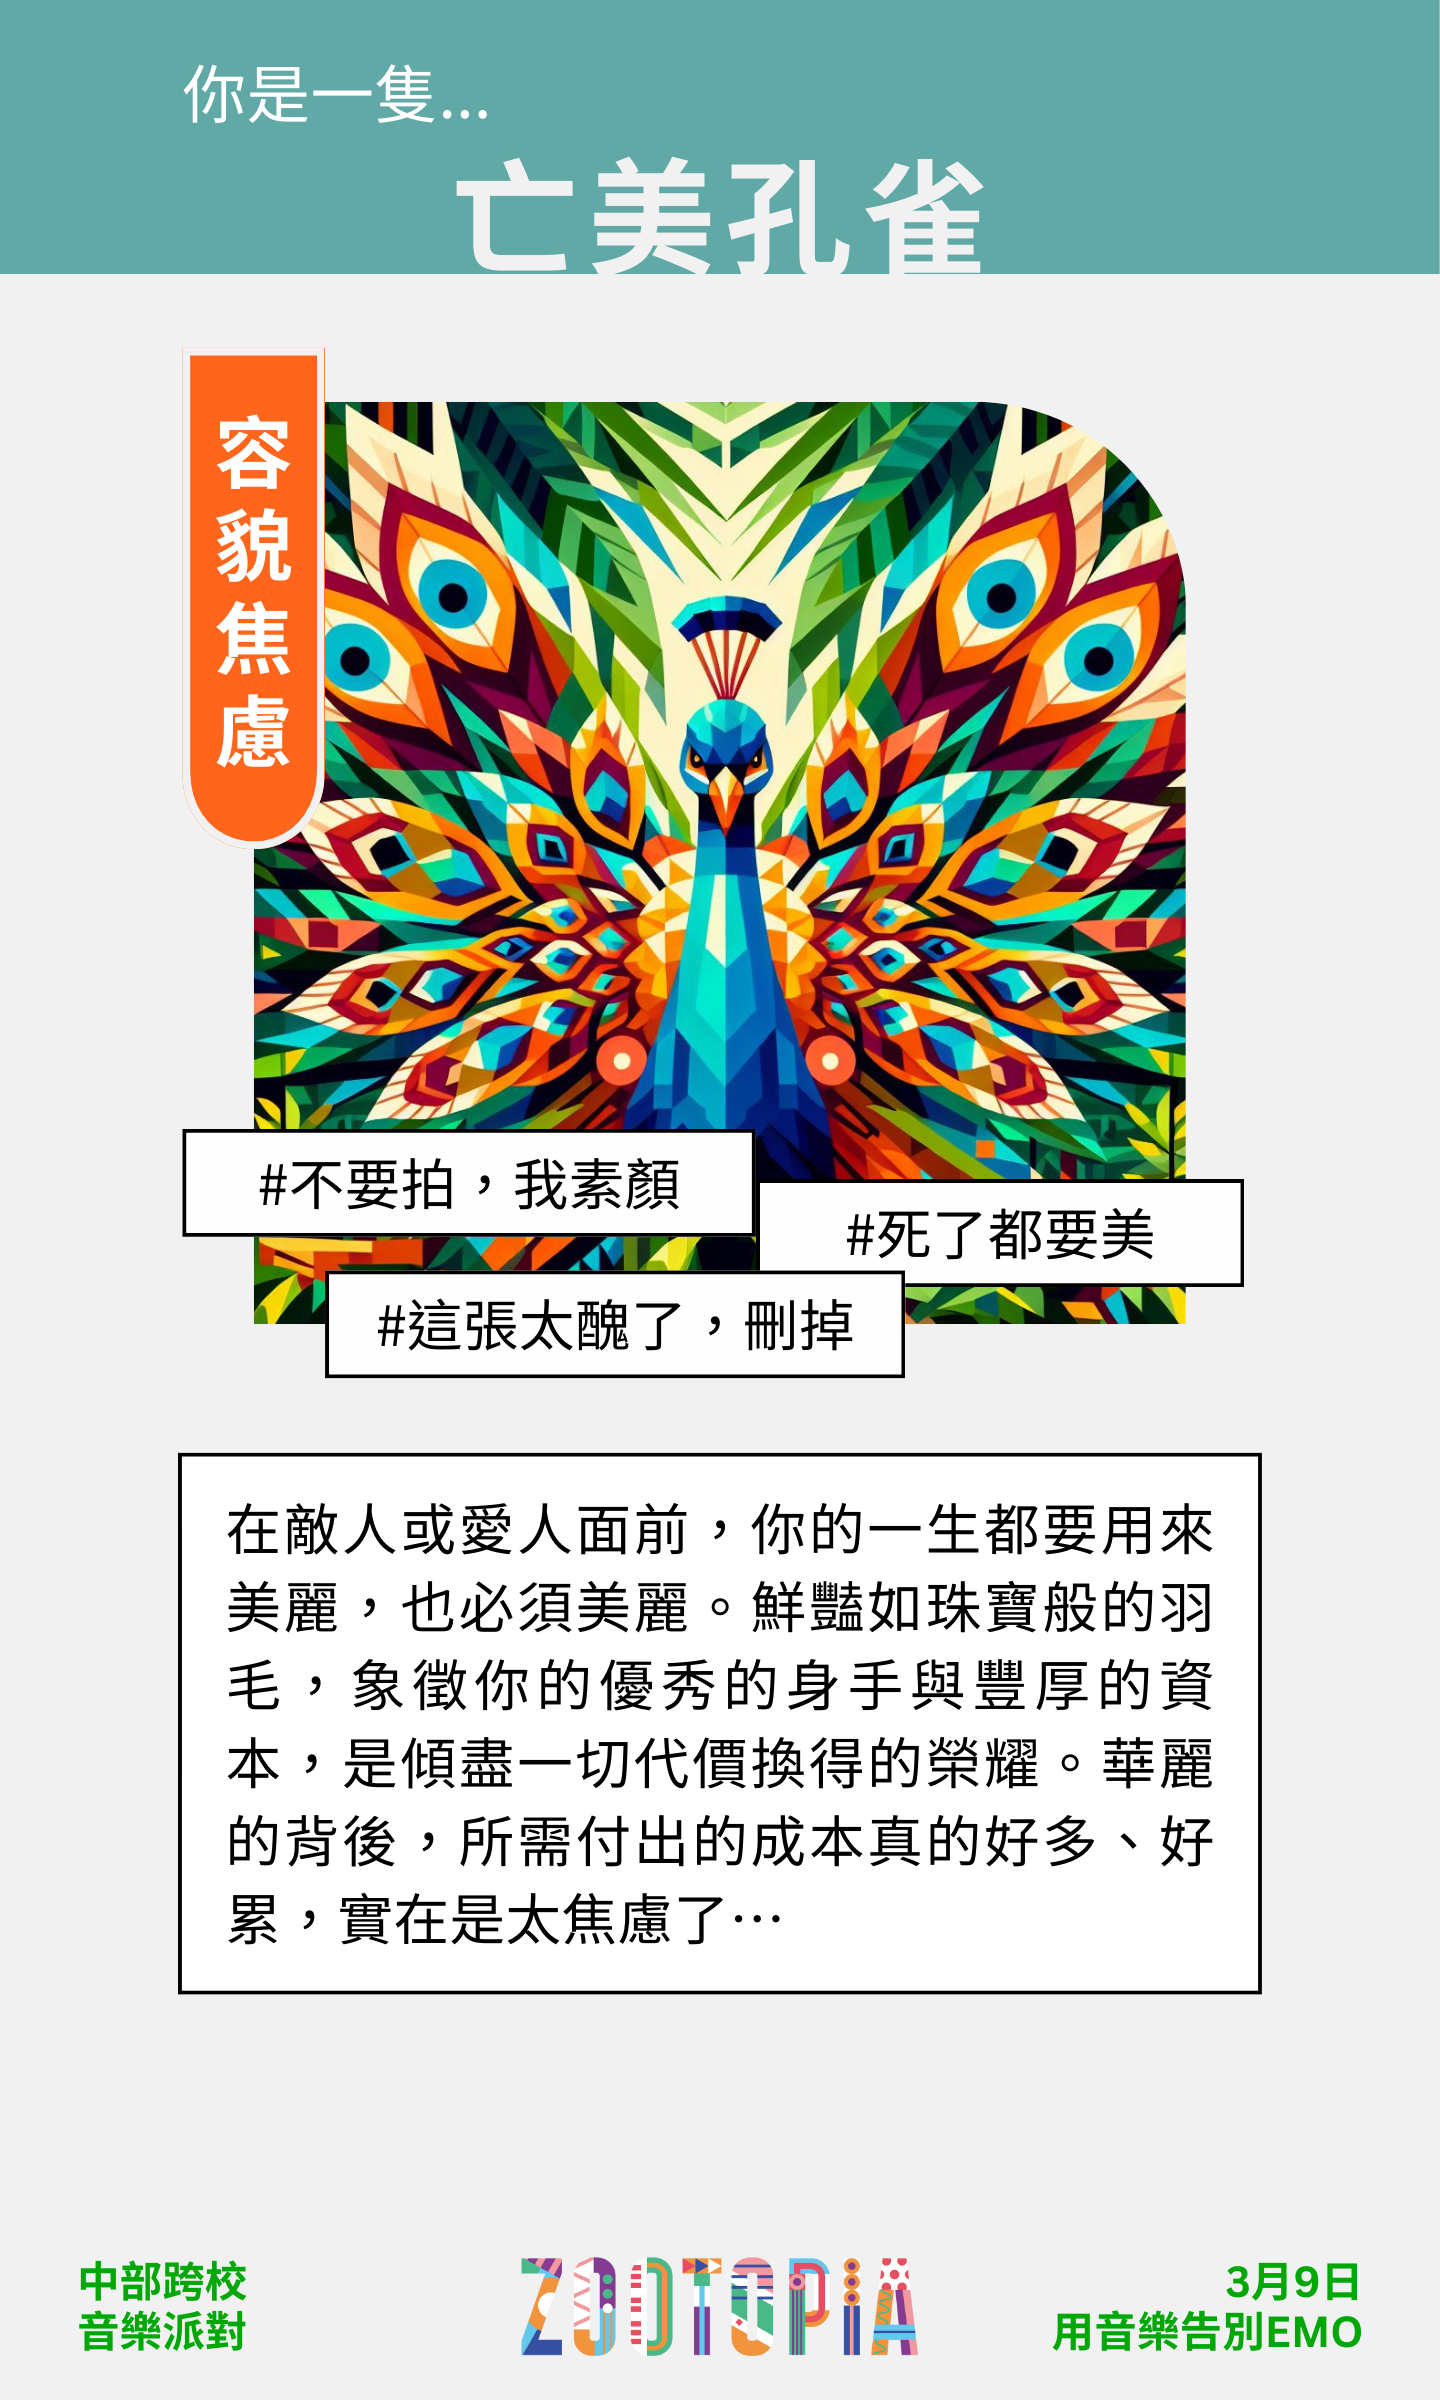 你是一隻...
亡美孔雀
容貌焦慮
#不要拍，我素顏
#死了都要美
#這張太醜了，刪掉
在敵人或愛人面前，你的一生都要用來
美麗，也必須美麗。鮮豔如珠寶般的羽
毛，象徵你的優秀的身手與豐厚的資
本，是傾盡一切代價換得的榮耀。華麗
的背後，所需付出的成本真的好多、好
累，實在是太焦慮了…
中部跨校
音樂派對
ZOOTOPiA
3月9日
用音樂告別EMO